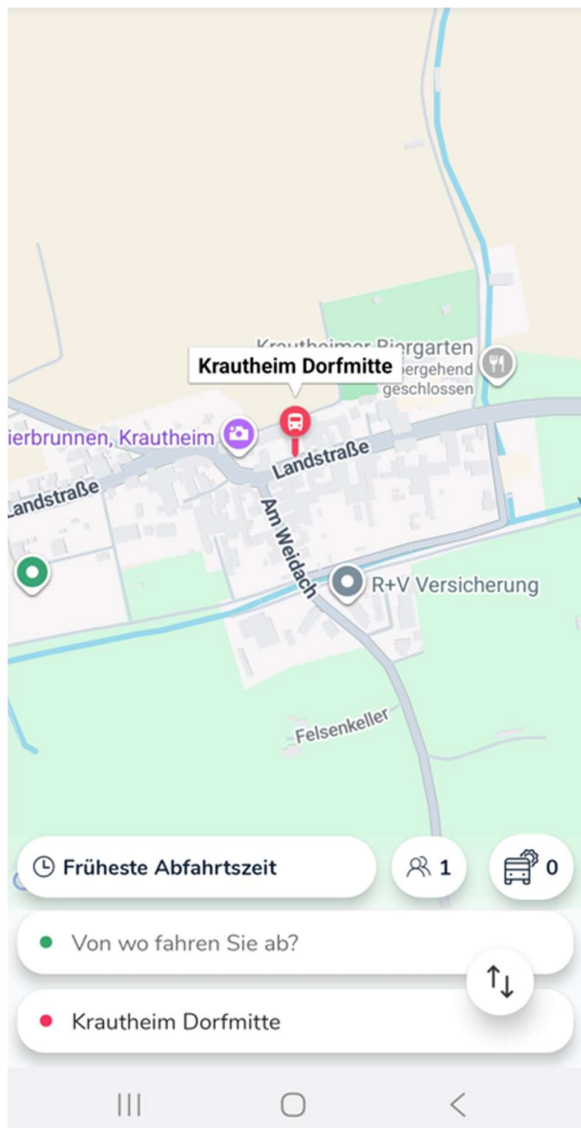 Krautheimer Biergarten
Krautheim Dorfmitte
geschlossen
ierbrunnen, Krautheim
Landstraße
Landstraße
Am Weidach
R+V Versicherung
Felsenkeller
Früheste Abfahrtszeit
1
0
Von wo fahren Sie ab?
Krautheim Dorfmitte